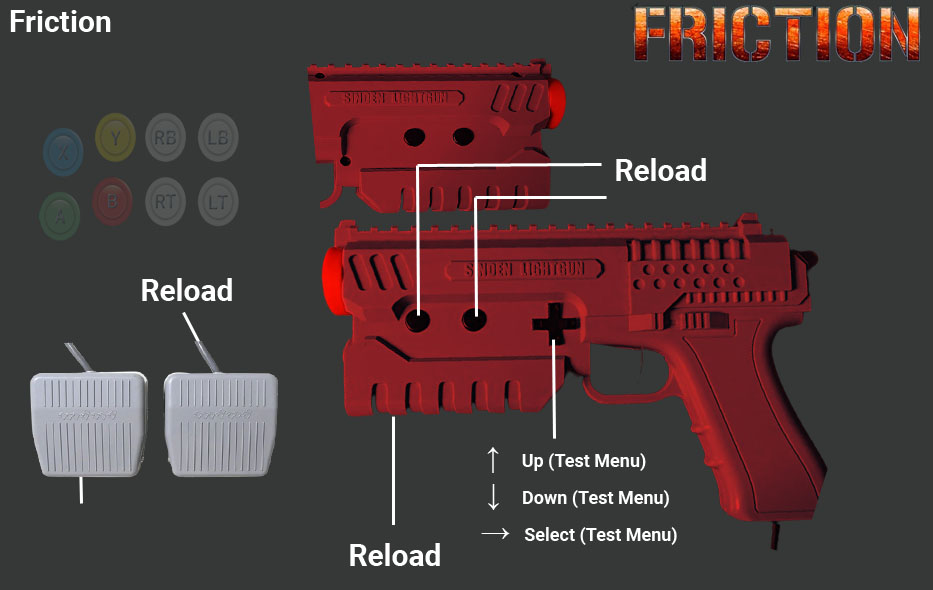 Friction
FRICTION
SINDEN LIGHTGUN
X
Y
RB
LB
A
B
RT
LT
Reload
SINDEN LIGHTGUN
Reload
↑ Up (Test Menu)
↓ Down (Test Menu)
→ Select (Test Menu)
Reload